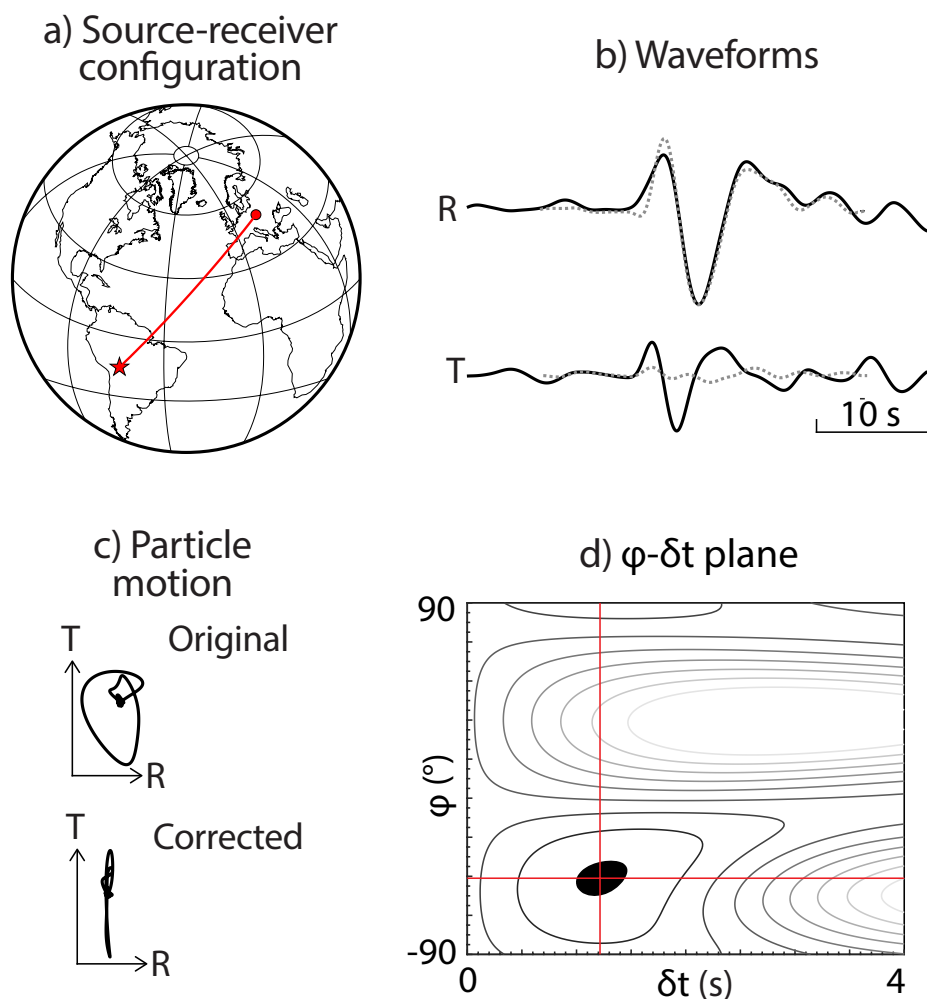 a) Source-receiver
configuration
b) Waveforms
R
T
10 s
c) Particle
motion
T
Original
R
T
Corrected
R
d) φ-δt plane
90
φ (°)
-90
0
δt (s)
4